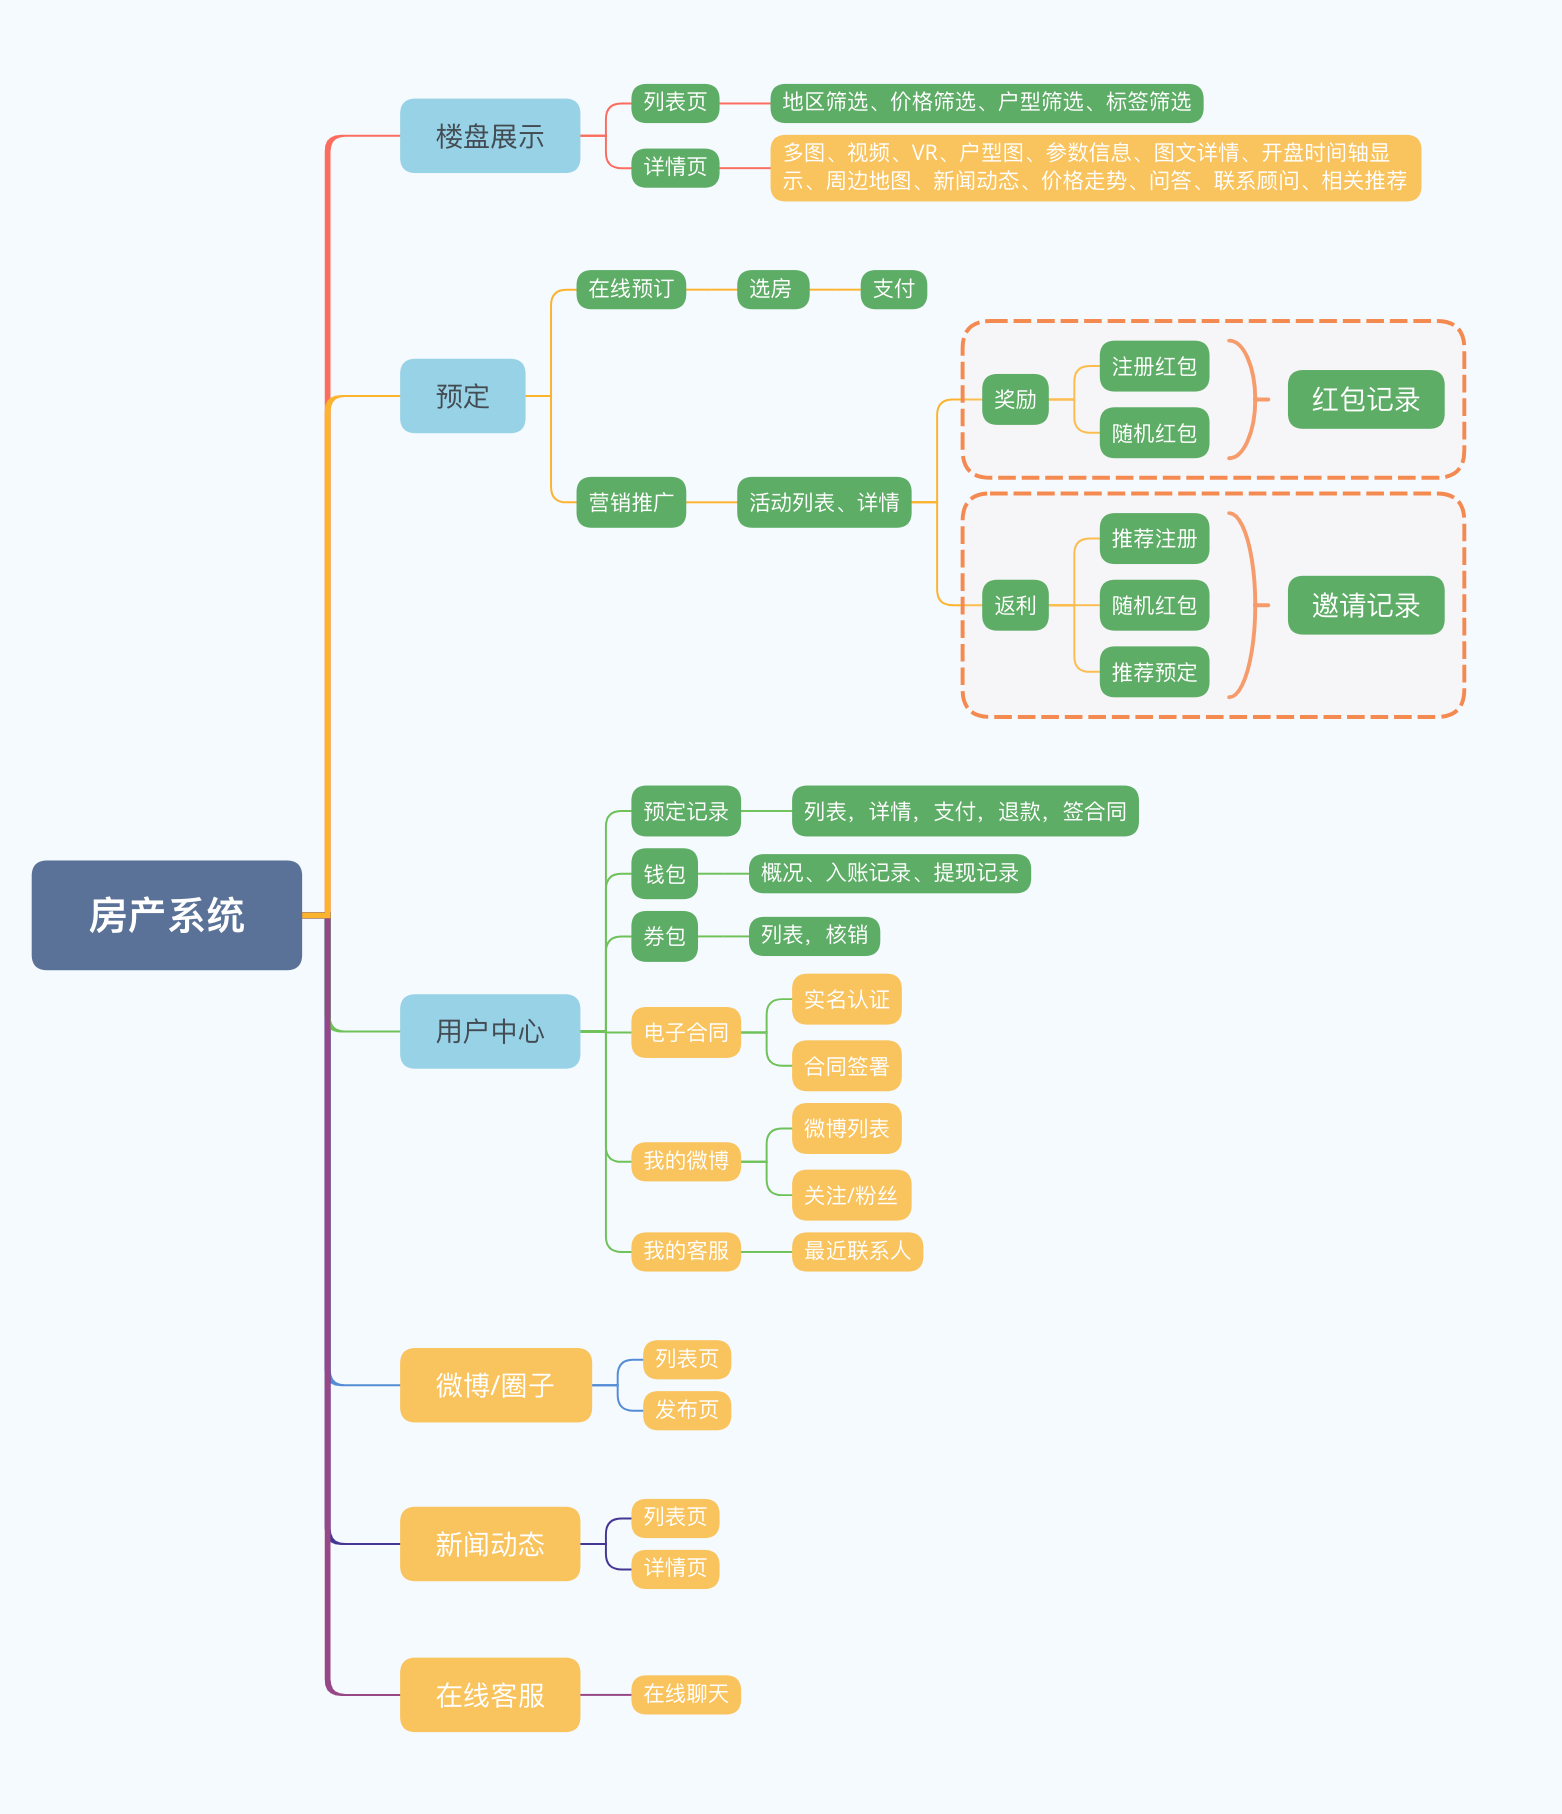 房产系统
楼盘展示
列表页
地区筛选、价格筛选、户型筛选、标签筛选
详情页
多图、视频、VR、户型图、参数信息、图文详情、开盘时间轴显
示、周边地图、新闻动态、价格走势、问答、联系顾问、相关推荐
预定
在线预订
选房
支付
营销推广
活动列表、详情
奖励
注册红包
随机红包
红包记录
返利
推荐注册
随机红包
推荐预定
邀请记录
用户中心
预定记录
列表，详情，支付，退款，签合同
钱包
概况、入账记录、提现记录
券包
列表，核销
电子合同
实名认证
合同签署
我的微博
微博列表
关注/粉丝
我的客服
最近联系人
微博/圈子
列表页
发布页
新闻动态
列表页
详情页
在线客服
在线聊天